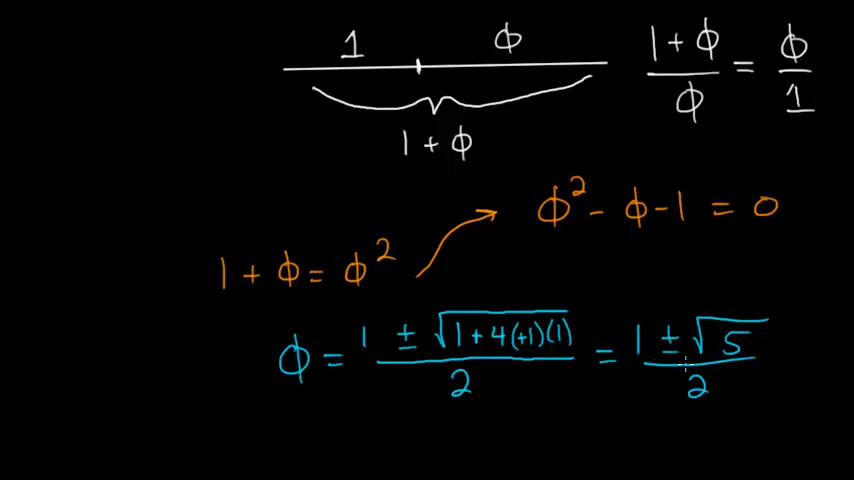 1 ϕ
1 + ϕ
(1 + ϕ)/ϕ = ϕ/1
1 + ϕ = ϕ²
ϕ² - ϕ - 1 = 0
ϕ = (1 ± √(1 + 4(+1)(1)))/2 = (1 ± √5)/2